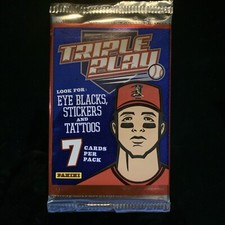 TRIPLE
PLAY
LOOK FOR:
EYE BLACKS,
STICKERS
AND
TATTOOS
7 CARDS
PER
PACK
PANINI